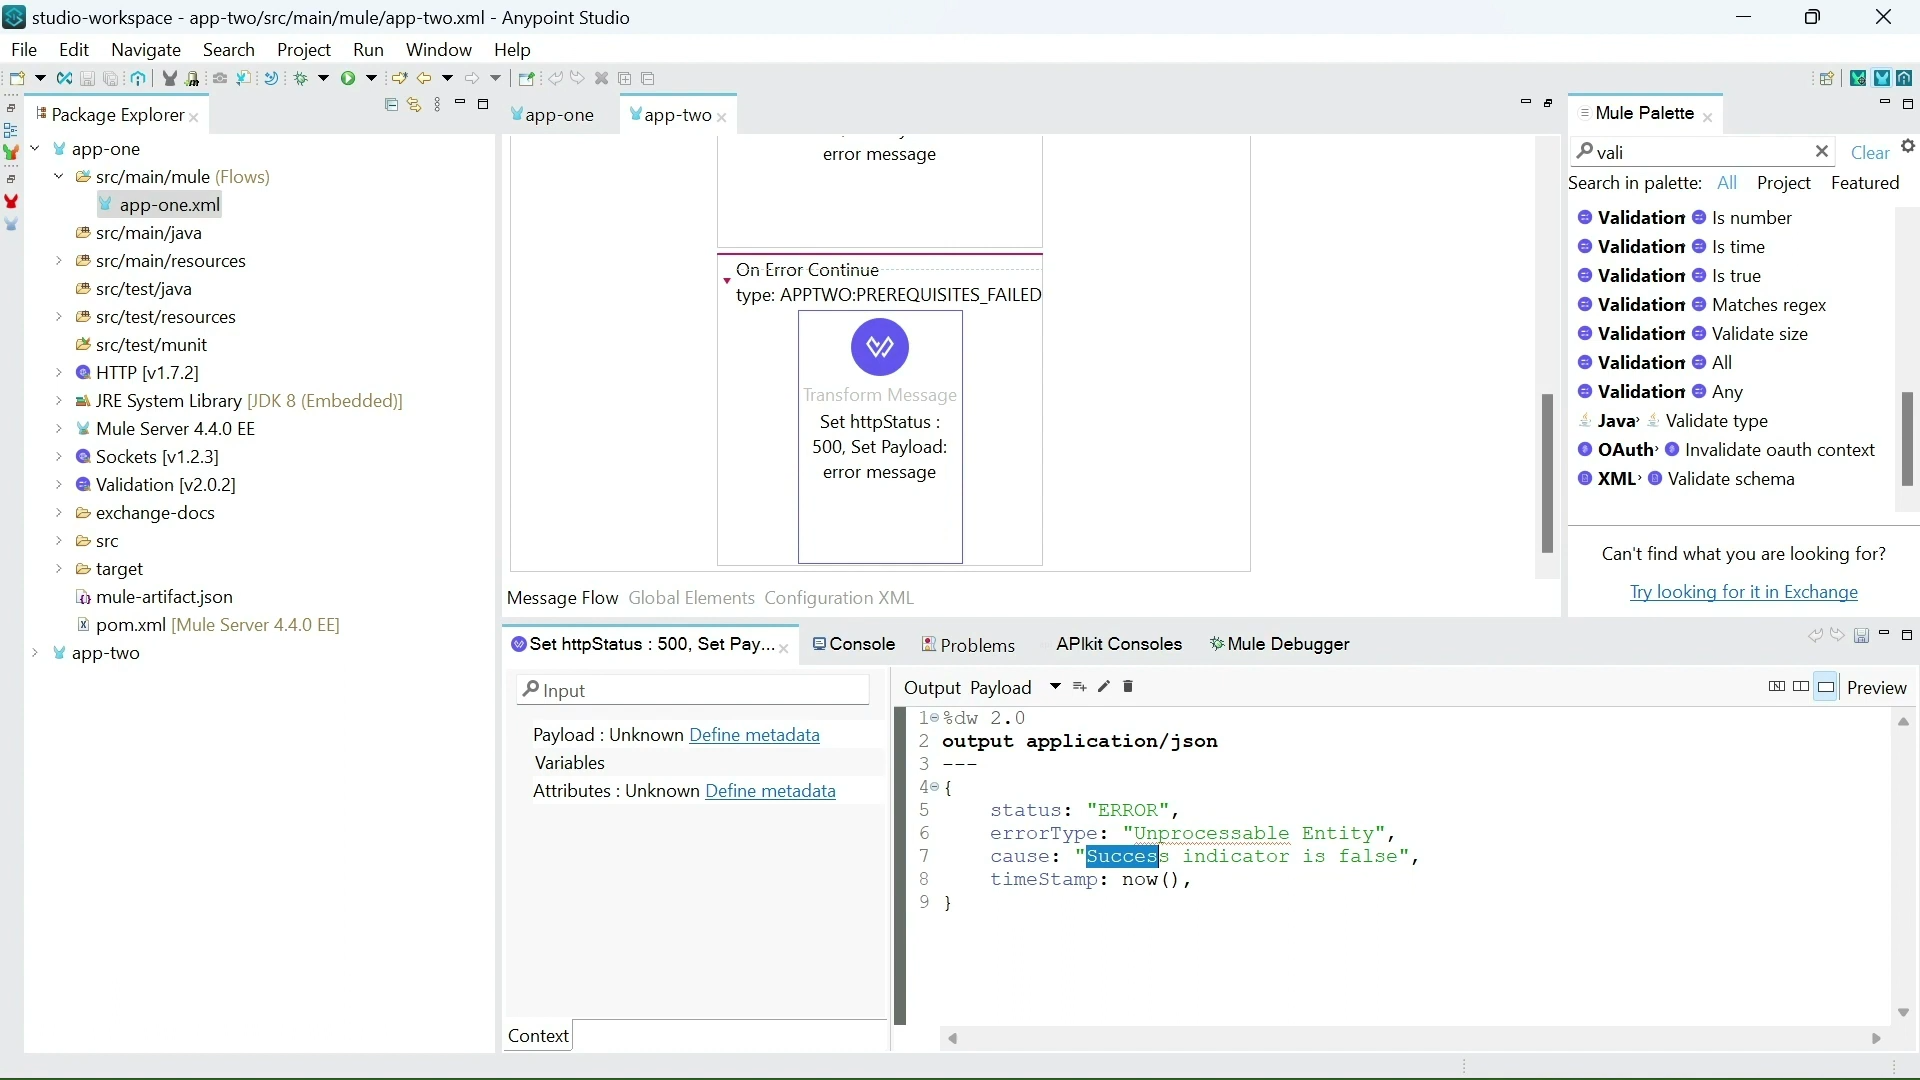 studio-workspace - app-two/src/main/mule/app-two.xml - Anypoint Studio
File Edit Navigate Search Project Run Window Help
Package Explorer
app-one
src/main/mule (Flows)
app-one.xml
src/main/java
src/main/resources
src/test/java
src/test/resources
src/test/munit
HTTP [v1.7.2]
JRE System Library [JDK 8 (Embedded)]
Mule Server 4.4.0 EE
Sockets [v1.2.3]
Validation [v2.0.2]
exchange-docs
src
target
mule-artifact.json
pom.xml [Mule Server 4.4.0 EE]
app-two
app-one app-two
error message
On Error Continue
type: APPTWO:PREREQUISITES_FAILED
Transform Message
Set httpStatus :
500, Set Payload:
error message
Message Flow Global Elements Configuration XML
Mule Palette
vali Clear
Search in palette: All Project Featured
Validation Is number
Validation Is time
Validation Is true
Validation Matches regex
Validation Validate size
Validation All
Validation Any
Java Validate type
OAuth Invalidate oauth context
XML Validate schema
Can't find what you are looking for?
Try looking for it in Exchange
Set httpStatus : 500, Set Pay... Console Problems APIkit Consoles Mule Debugger
Input
Payload : Unknown Define metadata
Variables
Attributes : Unknown Define metadata
Context
Output Payload Preview
1 %dw 2.0
2 output application/json
3 ---
4 {
5 status: "ERROR",
6 errorType: "Unprocessable Entity",
7 cause: "Success indicator is false",
8 timeStamp: now(),
9 }